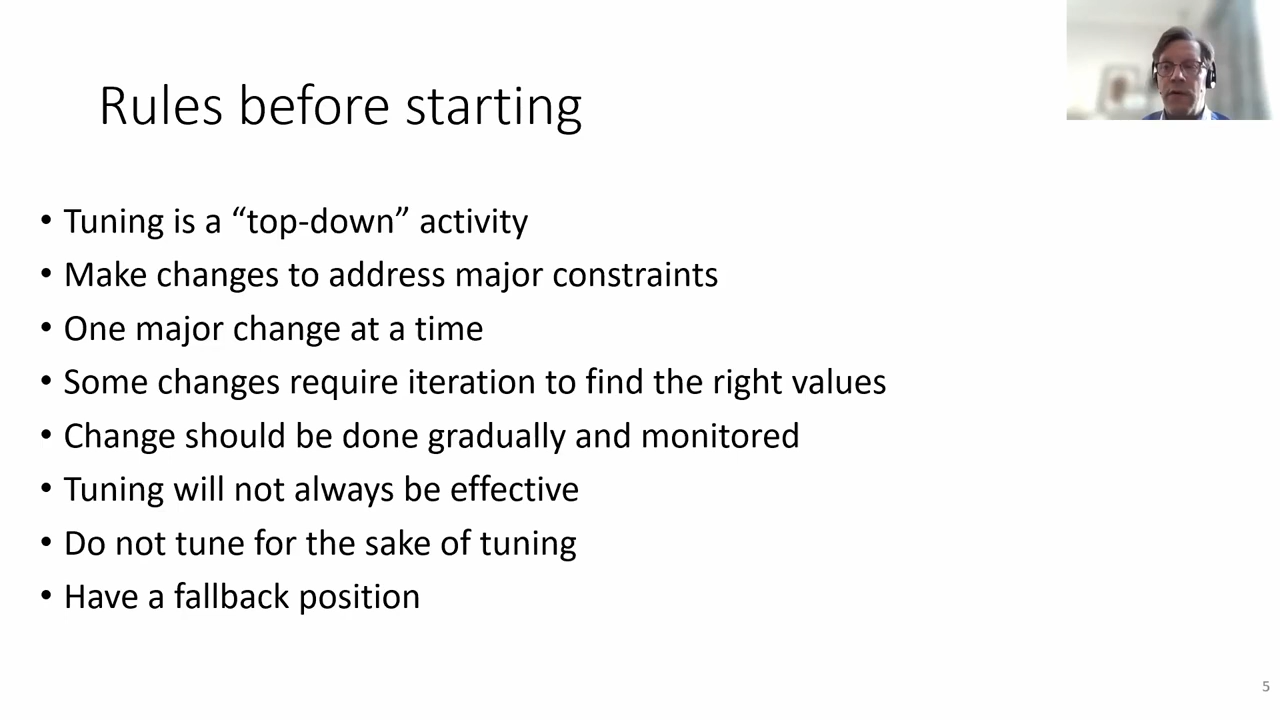 Rules before starting
• Tuning is a “top-down” activity
• Make changes to address major constraints
• One major change at a time
• Some changes require iteration to find the right values
• Change should be done gradually and monitored
• Tuning will not always be effective
• Do not tune for the sake of tuning
• Have a fallback position
5